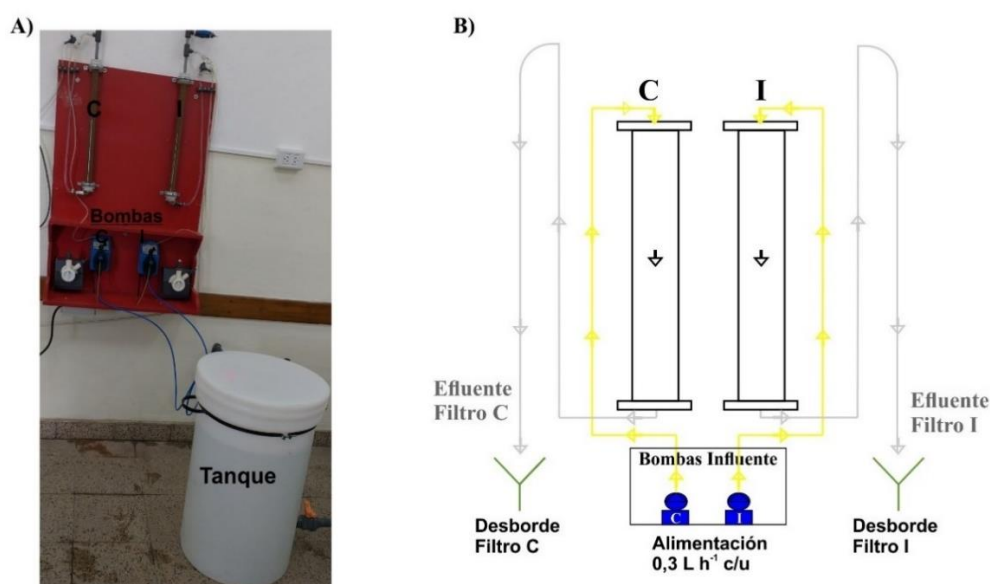 A)
C
I
Bombas
C
I
Tanque
B)
C
I
Efluente
Filtro C
Efluente
Filtro I
Bombas Influente
C
I
Desborde
Filtro C
Alimentación
0,3 L h⁻¹ c/u
Desborde
Filtro I